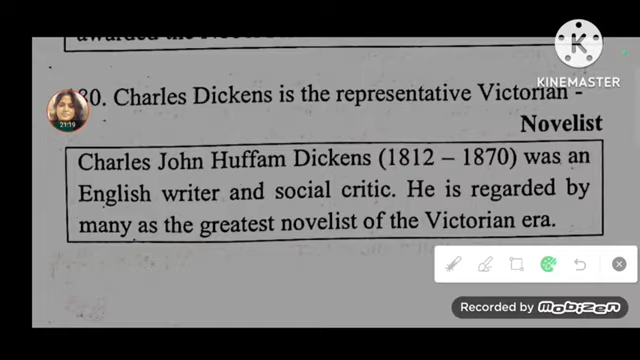 K
KINEMASTER
80. Charles Dickens is the representative Victorian -
21:19
Novelist
Charles John Huffam Dickens (1812 – 1870) was an
English writer and social critic. He is regarded by
many as the greatest novelist of the Victorian era.
Recorded by MOBIZEN